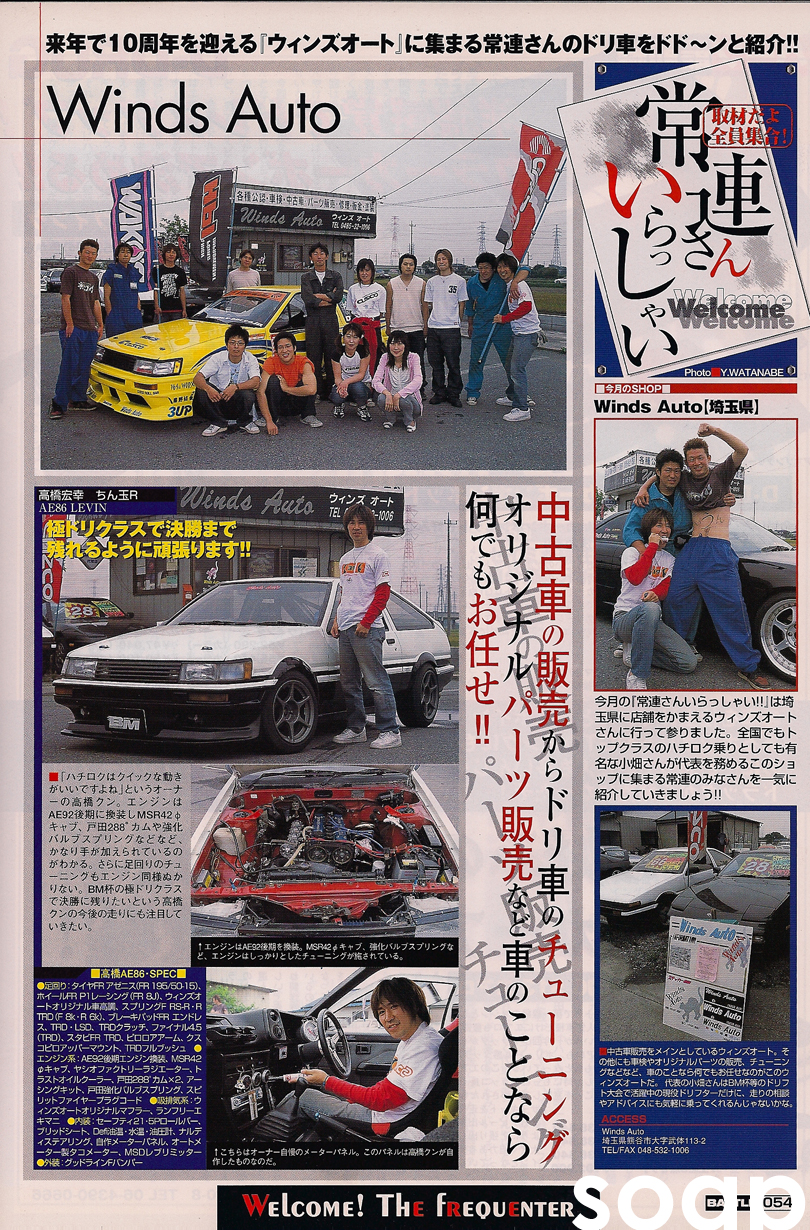 来年で10周年を迎える『ウィンズオート』に集まる常連さんのドリ車をドド〜ンと紹介!!
Winds Auto
各種公認・車検・中古車・パーツ販売・修理・鈑金・塗装
Winds Auto ウィンズ オート
TEL 0485-32-1006
CUSCO
35
3UP
取材だよ
全員集合!
常連さん
いらっしゃい
Welcome
Welcome
Photo■Y.WATANABE
■今月のSHOP■
Winds Auto【埼玉県】
今月の『常連さんいらっしゃい!!』は埼
玉県に店舗をかまえるウィンズオート
さんに行って参りました。全国でもト
ップクラスのハチロク乗りとしても有
名な小畑さんが代表を務めるこのショ
ップに集まる常連のみなさんを一気に
紹介していきましょう!!
高橋宏幸 ちん玉R
AE86 LEVIN
極ドリクラスで決勝まで
残れるように頑張ります!!
Winds Auto
ウィンズ オート
BM
中古車の販売からドリ車のチューニング
オリジナルパーツ販売など車のことなら
何でもお任せ!!
■「ハチロクはクイックな動き
がいいですよね」というオー
ナーの高橋クン。エンジンは
AE92後期に換装しMSR42φ
キャブ、戸田288°カムや強化
バルブスプリングなどなど、
かなり手が加えられているの
がわかる。さらに足回りのチュ
ーニングもエンジン同様ぬか
りない。BM杯の極ドリクラス
で決勝に残りたいという高橋
クンの今後の走りにも注目して
いきたい。
↑エンジンはAE92後期を換装。MSR42φキャブ、強化バルブスプリングな
ど、エンジンはしっかりとしたチューニングが施されている。
■高橋AE86・SPEC■
●足回り:タイヤFR アゼニス(FR 195/50-15)、
ホイールFR P1レーシング(FR 8J)、ウィンズオ
ートオリジナル車高調、スプリングF RS-R・R
TRD(F 8k・R 6k)、ブレーキパッドFR エンドレ
ス、TRD・LSD、TRDクラッチ、ファイナル4.5
(TRD)、スタビFR TRD、ピロロアアーム、クス
コピロアッパーマウント、TRDフルブッシュ ●
エンジン系:AE92後期エンジン換装、MSR42
φキャブ、ヤシオファクトリーラジエター、ト
ラストオイルクーラー、戸田288°カム×2、アー
シングキット、戸田強化バルブスプリング、スピ
リットファイヤープラグコード ●吸排気系:ウ
ィンズオートオリジナルマフラー、ランフリーエ
キマニ ●内装:セーフティ21・5Pロールバー、
ブリッドシート、Defi油温・水温・油圧計、ナルデ
ィステアリング、自作メーターパネル、オートメー
ター製タコメーター、MSDレブリミッター
●外装:グッドラインFバンパー
↑こちらはオーナー自慢のメーターパネル。このパネルは高橋クンが自
作したものなのだ。
Winds Auto
■中古車販売をメインとしているウィンズオート。そ
の他にも車検やオリジナルパーツの販売、チューニン
グなどなど、車のことなら何でもお任せなのがこのウ
ィンズオートだ。代表の小畑さんはBM杯等のドリフ
ト大会で活躍中の現役ドリフターだけに、走りの相談
やアドバイスにも気軽に乗ってくれるんじゃないかな。
ACCESS
Winds Auto
埼玉県熊谷市大字武体113-2
TEL/FAX 048-532-1006
WELCOME! THE FREQUENTER
soap
054